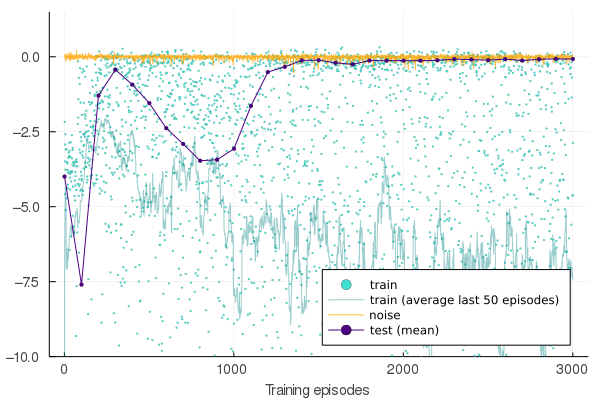 0.0
−2.5
−5.0
−7.5
−10.0
0
1000
2000
3000
Training episodes
train
train (average last 50 episodes)
noise
test (mean)